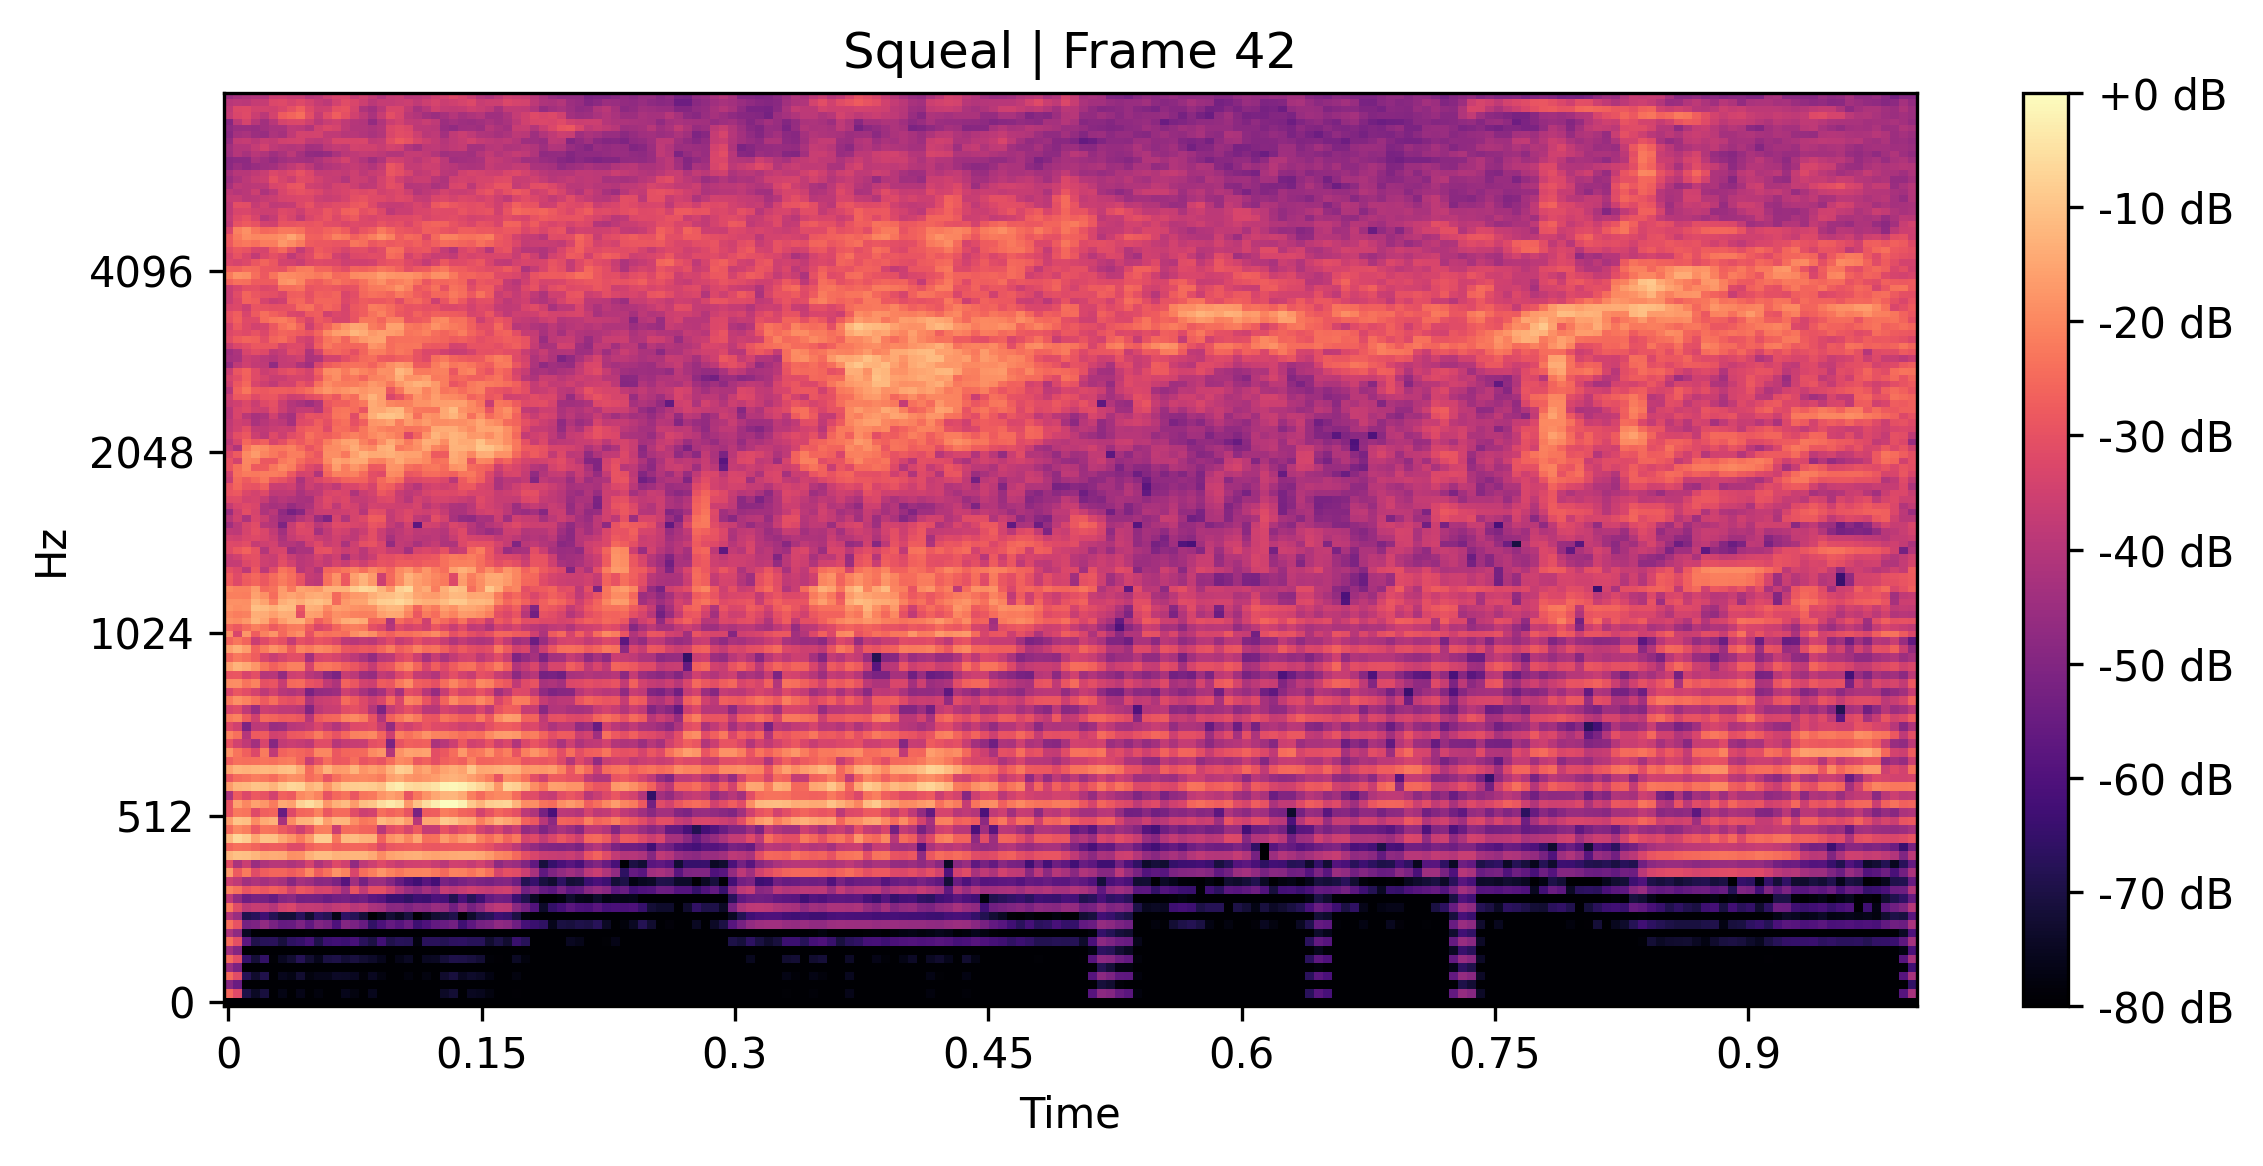 Squeal | Frame 42
+0 dB
-10 dB
-20 dB
-30 dB
-40 dB
-50 dB
-60 dB
-70 dB
-80 dB
Hz
4096
2048
1024
512
0
0 0.15 0.3 0.45 0.6 0.75 0.9
Time